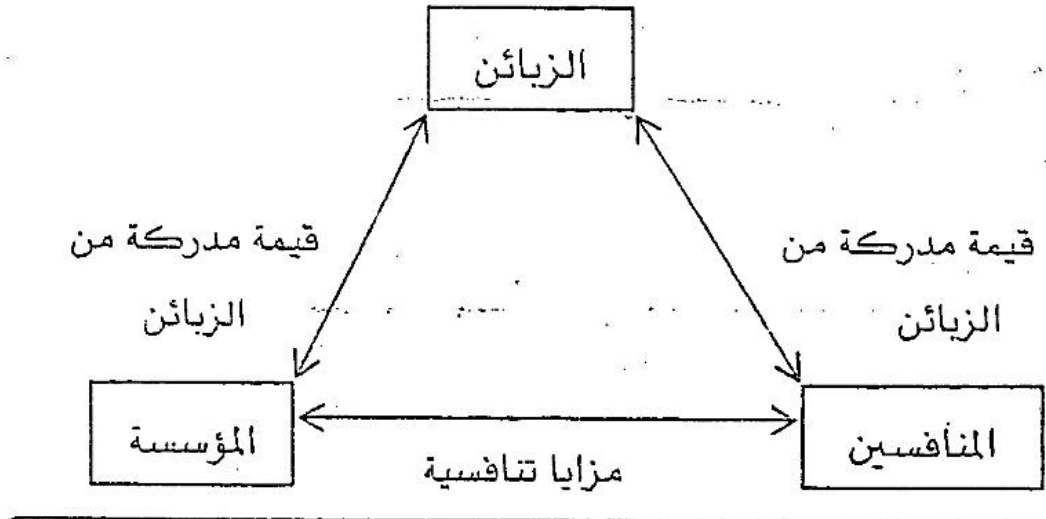 الزبائن
قيمة مدركة من
الزبائن
قيمة مدركة من
الزبائن
المنافسين
المؤسسة
مزايا تنافسية